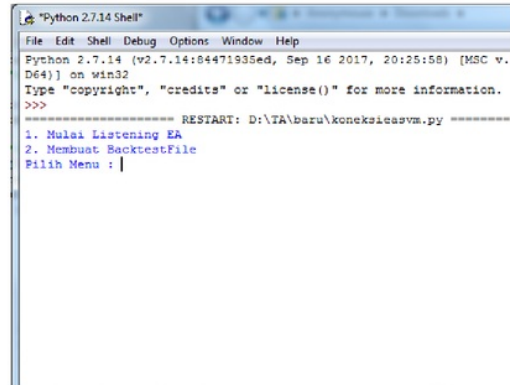 *Python 2.7.14 Shell*
File Edit Shell Debug Options Window Help
Python 2.7.14 (v2.7.14:84471935ed, Sep 16 2017, 20:25:58) [MSC v.
D64)] on win32
Type "copyright", "credits" or "license()" for more information.
>>>
==================== RESTART: D:\TA\baru\koneksieasvm.py ========
1. Mulai Listening EA
2. Membuat BacktestFile
Pilih Menu :